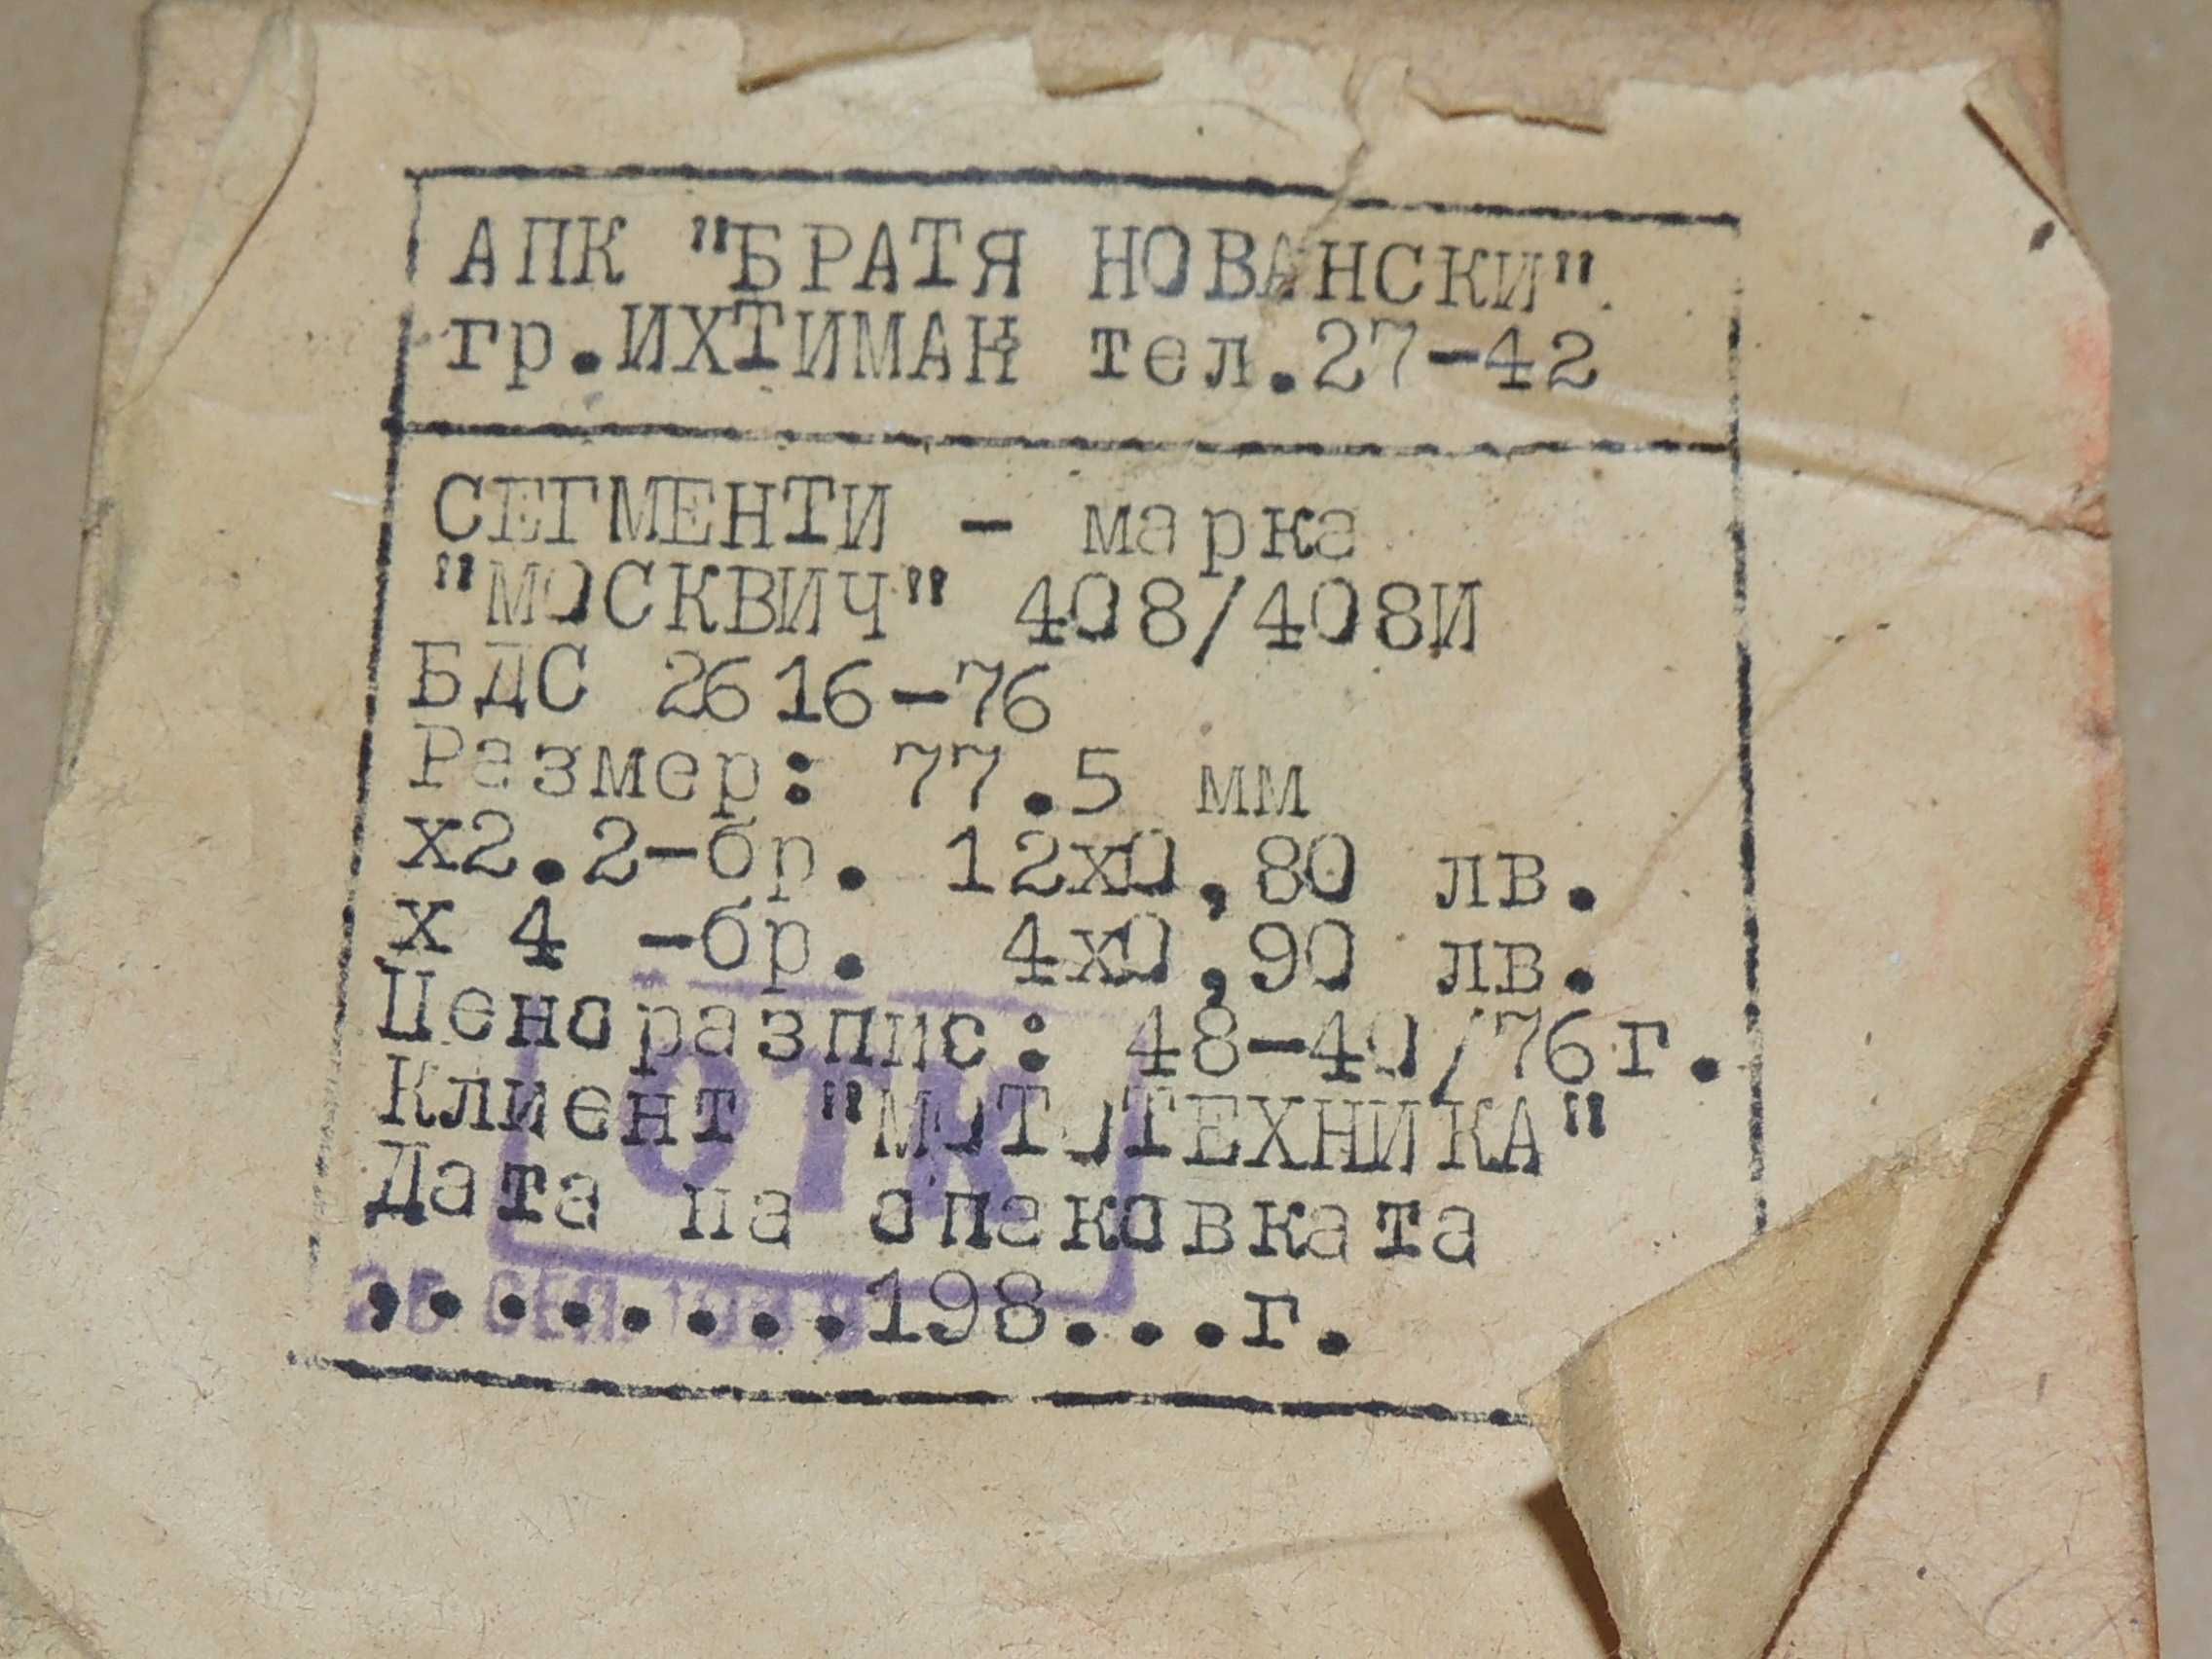 АПК "БРАТЯ НОВАНСКИ"
гр.ИХТИМАН тел.27-42
СЕГМЕНТИ - марка
"МОСКВИЧ" 408/408И
БДС 2616-76
Размер: 77.5 мм
х2.2-бр. 12х0,80 лв.
х 4 -бр. 4х0,90 лв.
Ценоразпис: 48-40/76г.
Клиент "МОТОТЕХНИКА"
ОТК
Дата на опаковката
.........198...г.
СЕП.